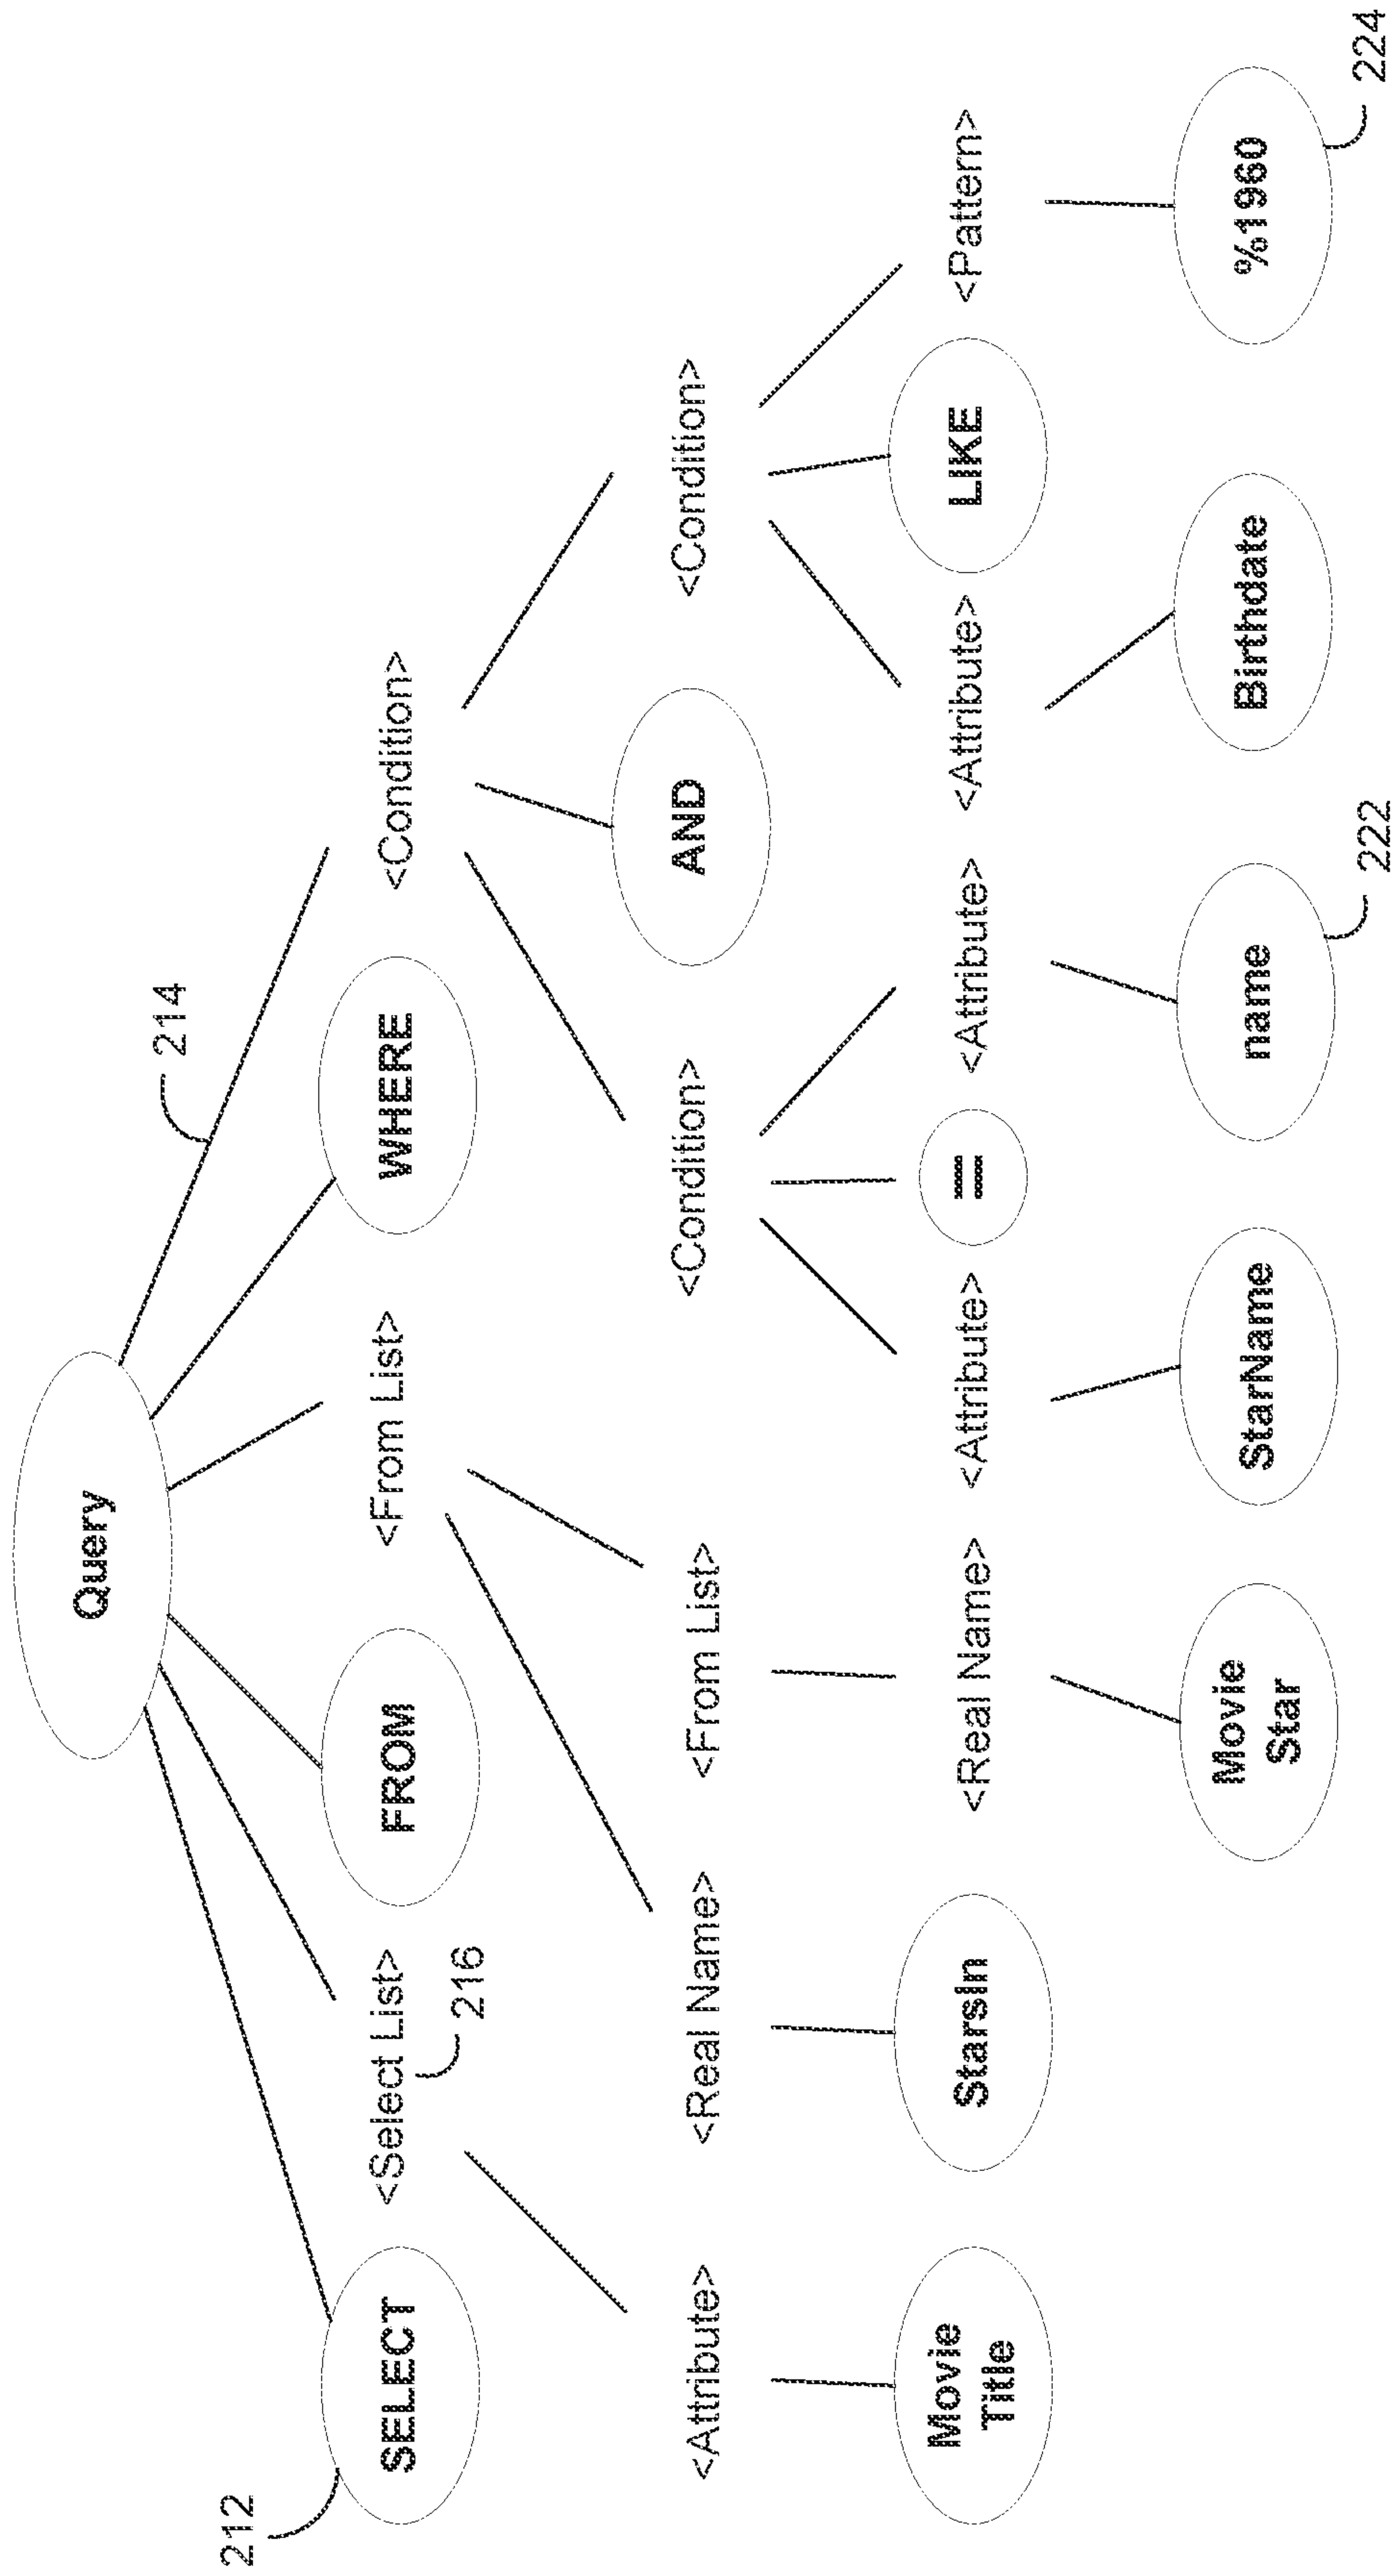 Query
214
212
SELECT
<Select List>
216
FROM
<From List>
WHERE
<Condition>
<Attribute>
<Real Name>
<From List>
<Condition>
AND
<Condition>
Movie
Title
StarsIn
<Real Name>
<Attribute>
=
<Attribute>
<Attribute>
LIKE
<Pattern>
Movie
Star
StarName
name
222
Birthdate
%1960
224